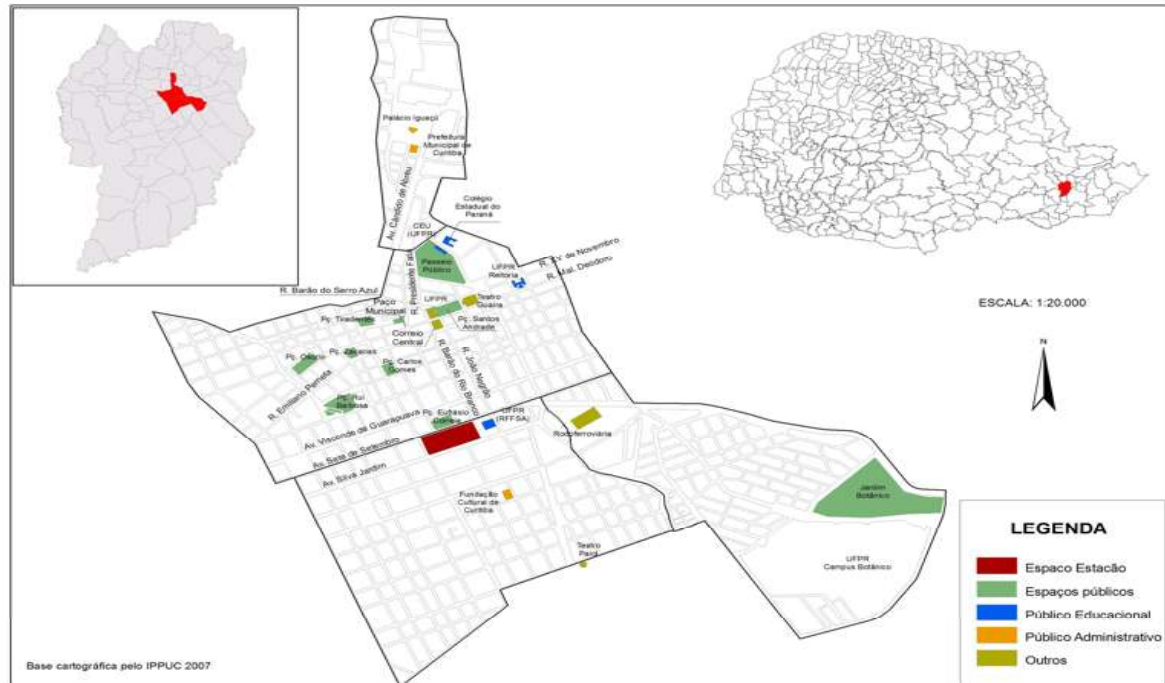 Palácio Iguaçú
Prefeitura
Municipal de
Curitiba
Av. Cândido de Abreu
Colégio
Estadual do
Paraná
CEU
(UFPR)
Passeio
Público
R. Presidente Faria
UFPR
Reitoria
R. XV de Novembro
R. Mal. Deodoro
R. Barão do Serro Azul
Paço
Municipal
UFPR
Teatro
Guaíra
Pç. Tiradentes
Pç. Santos
Andrade
Correio
Central
Pç. Osório
Pç. Zacarias
Pç. Carlos
Gomes
R. Barão do Rio Branco
R. João Negrão
R. Emiliano Perneta
Pç. Rui
Barbosa
Av. Visconde de Guarapuava
Pç. Eufrásio
Correia
UFPR
(RFFSA)
Rodoferroviária
Av. Sete de Setembro
Av. Silva Jardim
Fundação
Cultural de
Curitiba
Teatro
Paiol
Jardim
Botânico
UFPR
Campus Botânico
ESCALA: 1:20.000
N
LEGENDA
Espaco Estacão
Espaços públicos
Público Educacional
Público Administrativo
Outros
Base cartográfica pelo IPPUC 2007